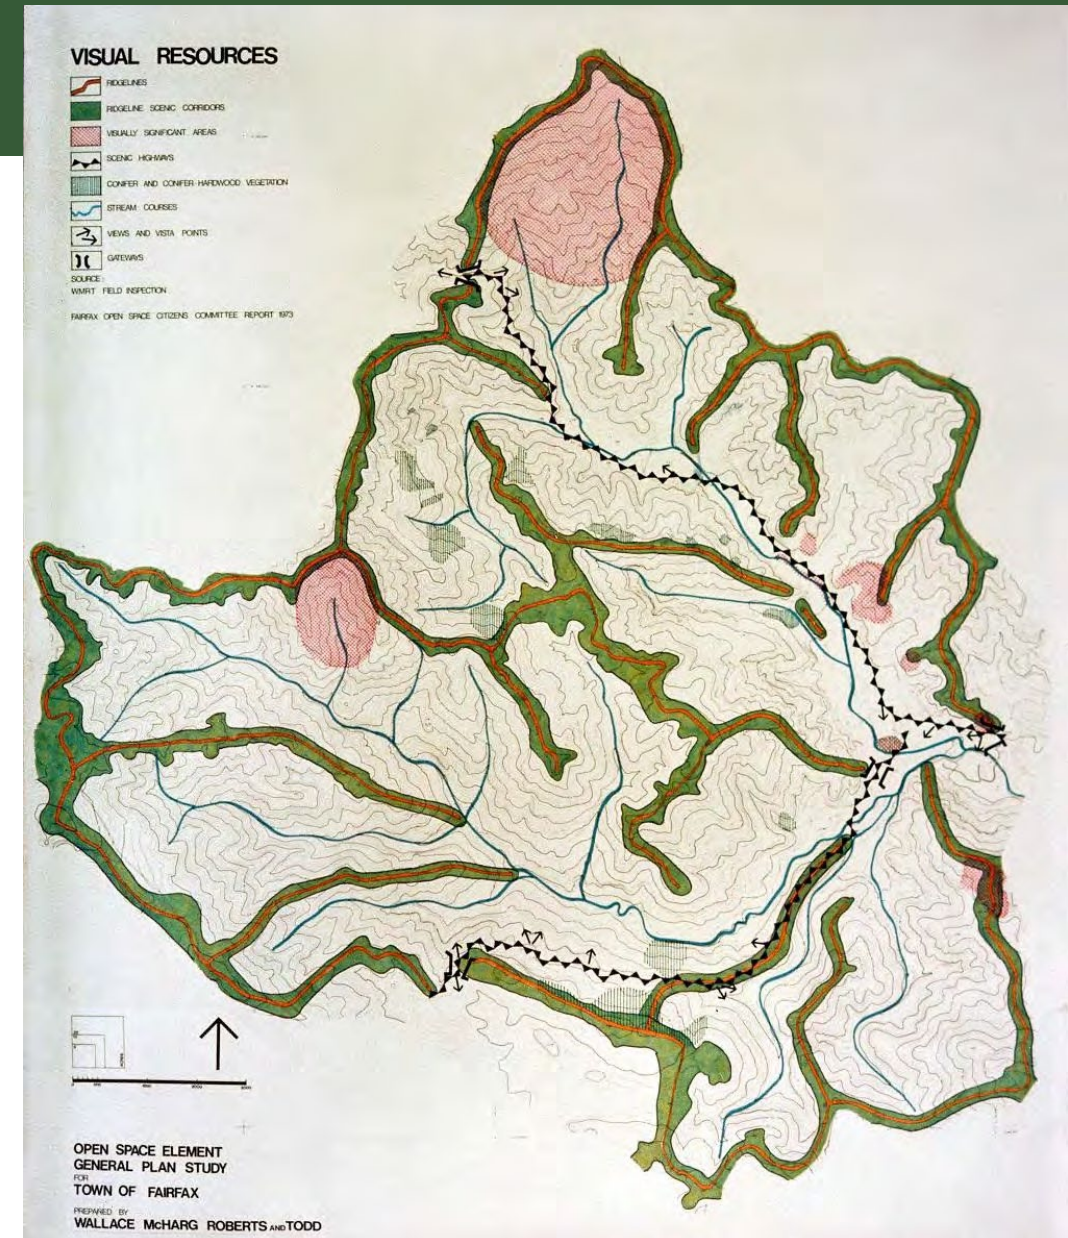 VISUAL RESOURCES
RIDGELINES
RIDGELINE SCENIC CORRIDORS
VISUALLY SIGNIFICANT AREAS
SCENIC HIGHWAYS
CONIFER AND CONIFER-HARDWOOD VEGETATION
STREAM COURSES
VIEWS AND VISTA POINTS
GATEWAYS
SOURCE:
WMRT FIELD INSPECTION
FAIRFAX OPEN SPACE CITIZENS COMMITTEE REPORT 1973
OPEN SPACE ELEMENT
GENERAL PLAN STUDY
FOR
TOWN OF FAIRFAX
PREPARED BY
WALLACE McHARG ROBERTS AND TODD